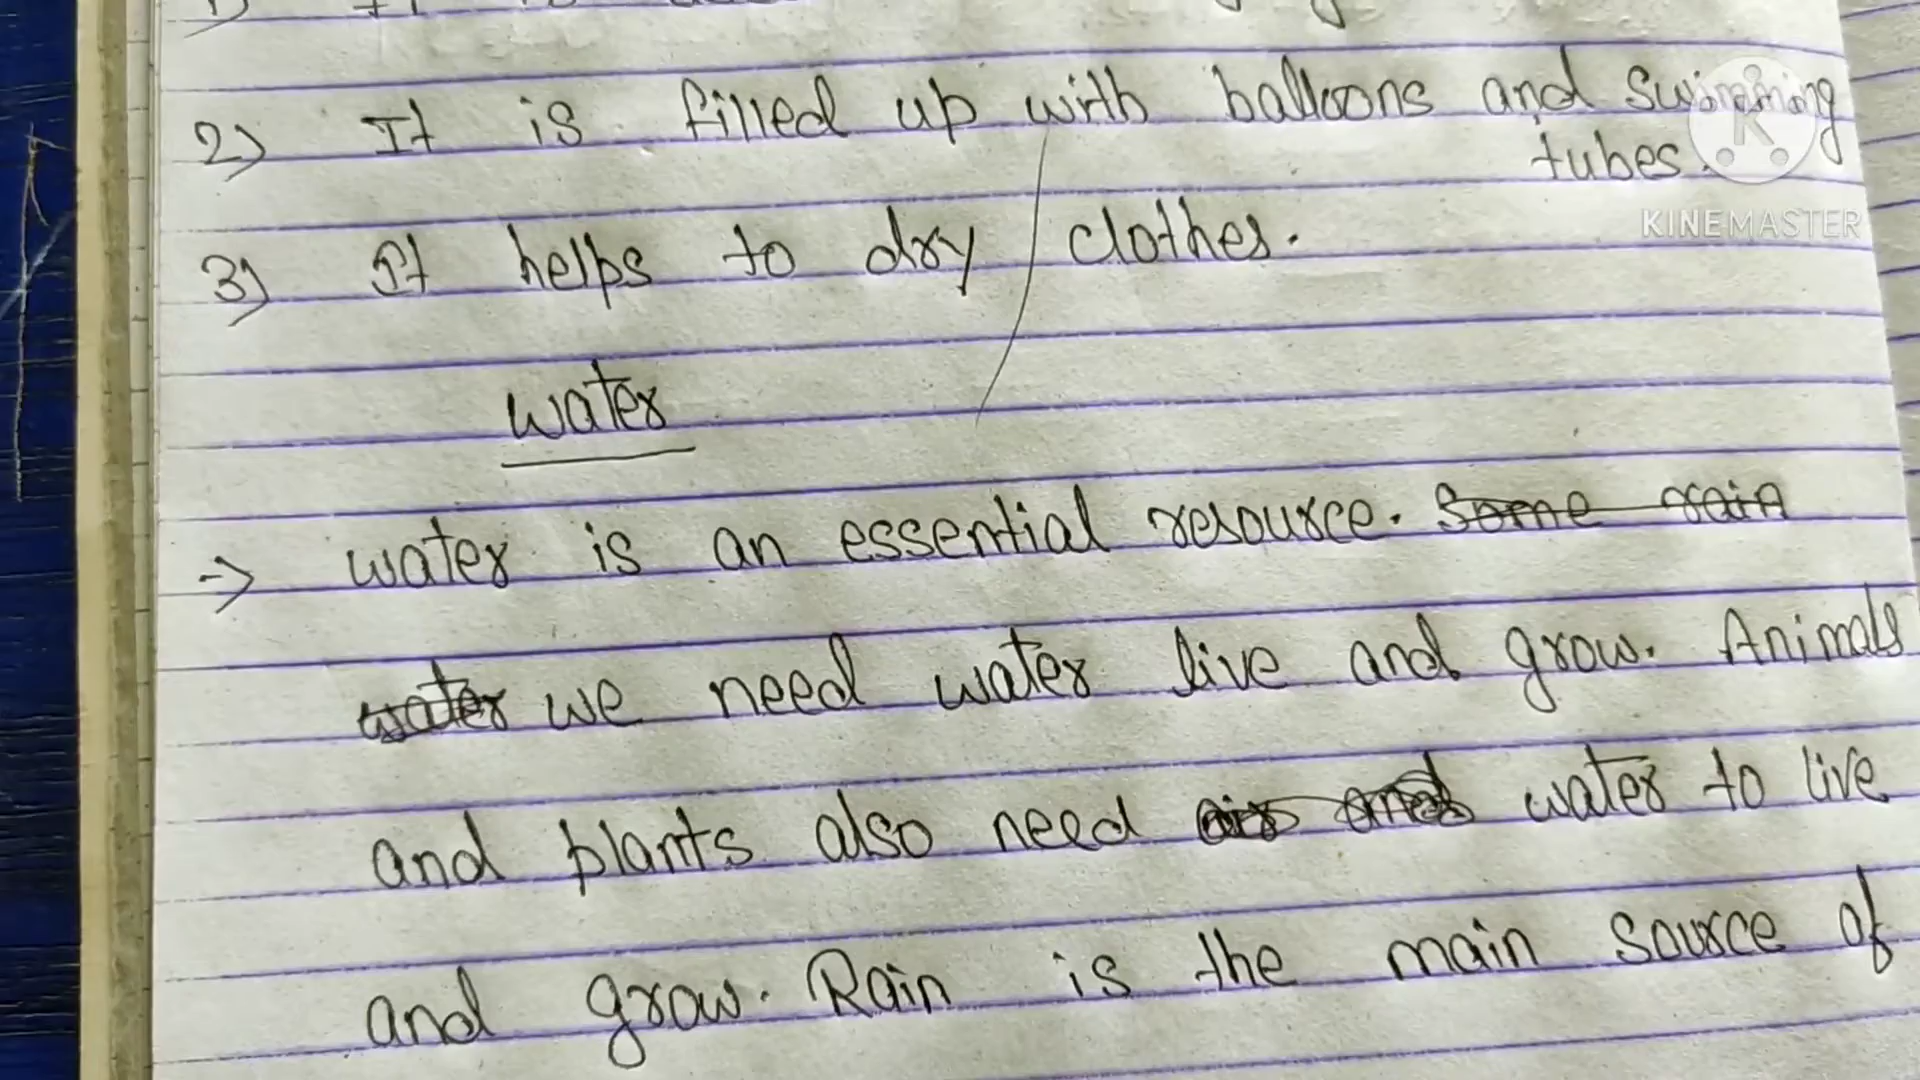 2) It is filled up with balloons and swimming
tubes.
KINEMASTER
3) It helps to dry clothes.
water
-> water is an essential resource. Some rain
water we need water live and grow. Animals
and plants also need air and water to live
and grow. Rain is the main source of